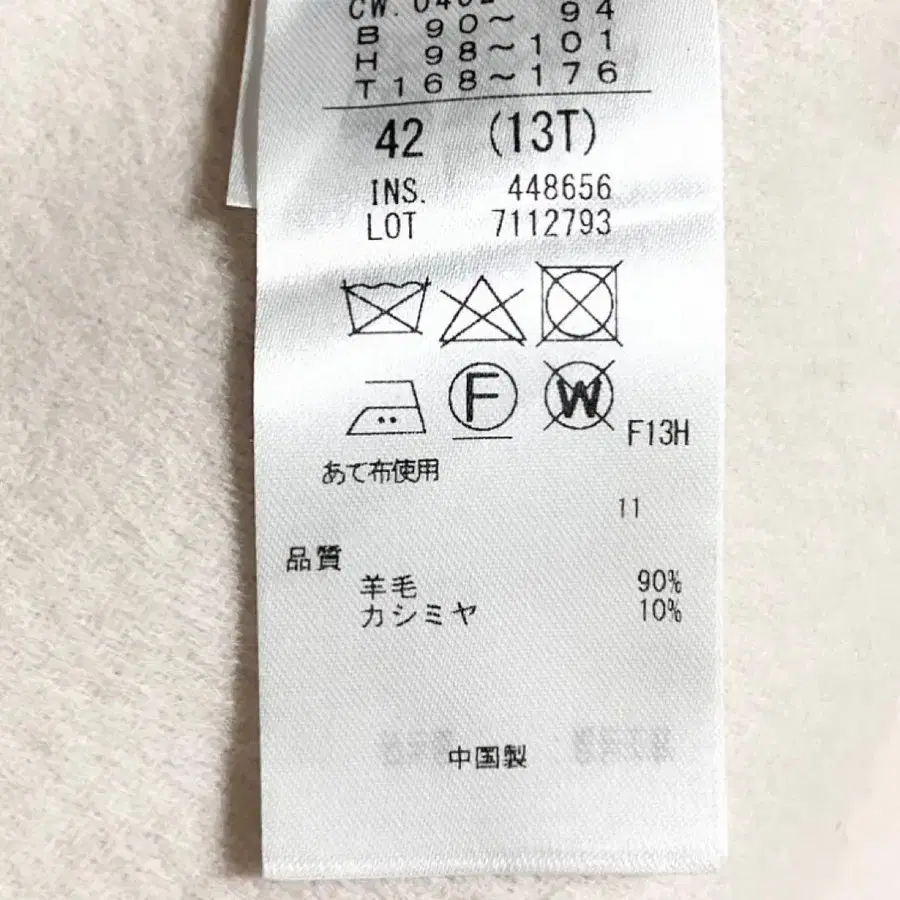 B 90～ 94
H 98～101
T168～176
42 (13T)
INS. 448656
LOT 7112793
F
W
F13H
あて布使用
11
品質
羊毛 90%
カシミヤ 10%
中国製